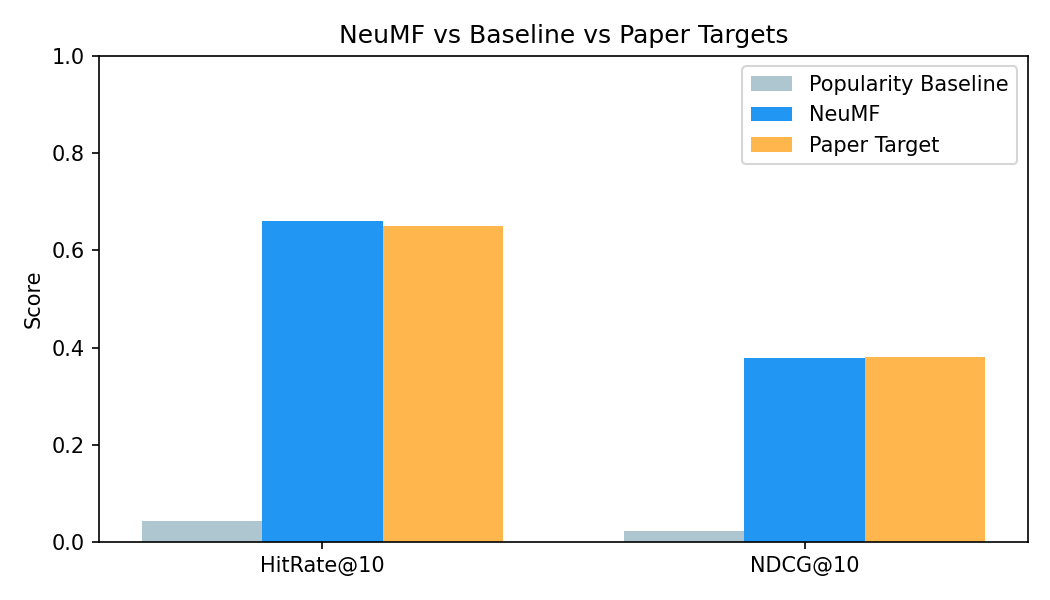 NeuMF vs Baseline vs Paper Targets
1.0
0.8
0.6
0.4
0.2
0.0
Score
Popularity Baseline
NeuMF
Paper Target
HitRate@10
NDCG@10